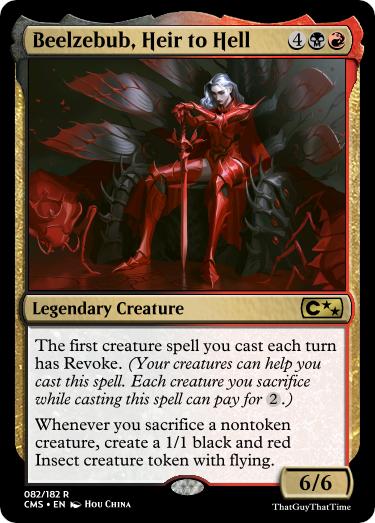 Beelzebub, Heir to Hell 4
Legendary Creature
C
The first creature spell you cast each turn
has Revoke. (Your creatures can help you
cast this spell. Each creature you sacrifice
while casting this spell can pay for 2.)
Whenever you sacrifice a nontoken
creature, create a 1/1 black and red
Insect creature token with flying.
6/6
082/182 R
CMS • EN Hou China
ThatGuyThatTime